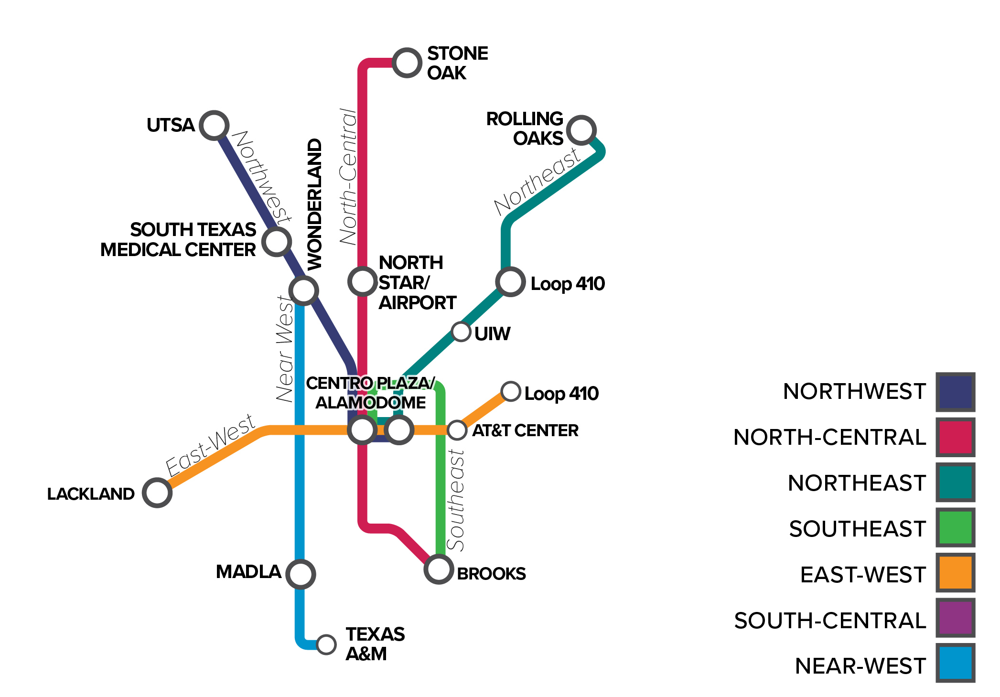 STONE
OAK
UTSA
Northwest
ROLLING
OAKS
North-Central
WONDERLAND
Northeast
SOUTH TEXAS
MEDICAL CENTER
NORTH
STAR/
AIRPORT
Loop 410
UIW
Near West
CENTRO PLAZA/
ALAMODOME
Loop 410
AT&T CENTER
East-West
LACKLAND
Southeast
MADLA
BROOKS
TEXAS
A&M
NORTHWEST
NORTH-CENTRAL
NORTHEAST
SOUTHEAST
EAST-WEST
SOUTH-CENTRAL
NEAR-WEST